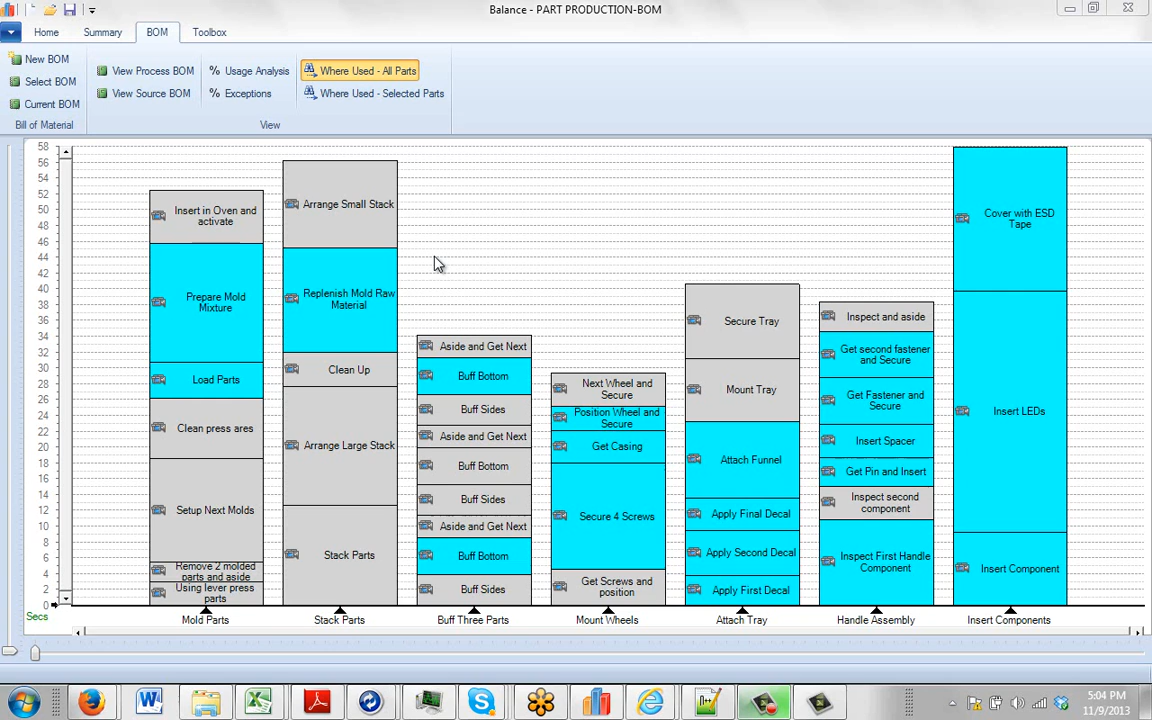 Balance - PART PRODUCTION-BOM
Home Summary BOM Toolbox
New BOM
Select BOM
Current BOM
Bill of Material
View Process BOM
View Source BOM
% Usage Analysis
% Exceptions
Where Used - All Parts
Where Used - Selected Parts
View
58
56
54
52
50
48
46
44
42
40
38
36
34
32
30
28
26
24
22
20
18
16
14
12
10
8
6
4
2
0
Secs
Insert in Oven and
activate
Prepare Mold
Mixture
Load Parts
Clean press ares
Setup Next Molds
Remove 2 molded
parts and aside
Using lever press
parts
Mold Parts
Arrange Small Stack
Replenish Mold Raw
Material
Clean Up
Arrange Large Stack
Stack Parts
Stack Parts
Aside and Get Next
Buff Bottom
Buff Sides
Aside and Get Next
Buff Bottom
Buff Sides
Aside and Get Next
Buff Bottom
Buff Sides
Buff Three Parts
Next Wheel and
Secure
Position Wheel and
Secure
Get Casing
Secure 4 Screws
Get Screws and
position
Mount Wheels
Secure Tray
Mount Tray
Attach Funnel
Apply Final Decal
Apply Second Decal
Apply First Decal
Attach Tray
Inspect and aside
Get second fastener
and Secure
Get Fastener and
Secure
Insert Spacer
Get Pin and Insert
Inspect second
component
Inspect First Handle
Component
Handle Assembly
Cover with ESD
Tape
Insert LEDs
Insert Component
Insert Components
5:04 PM
11/9/2013